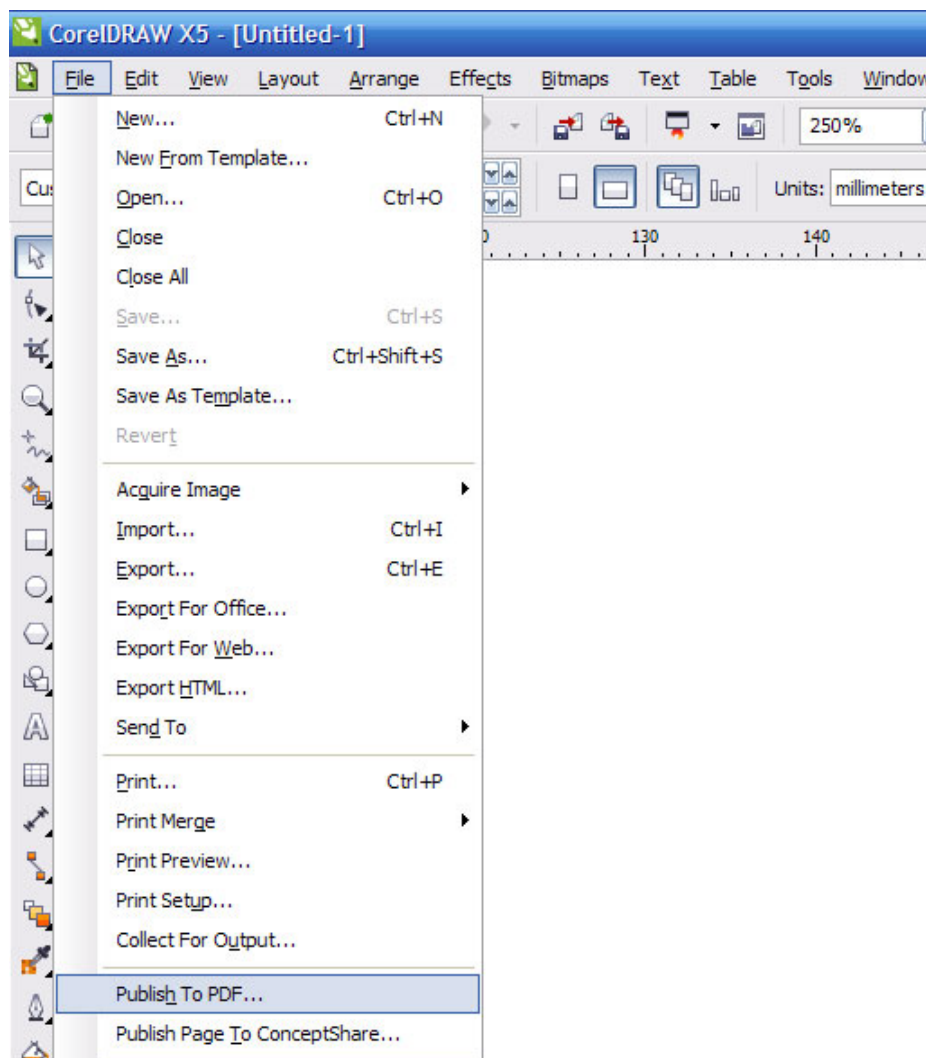 CorelDRAW X5 - [Untitled-1]
File Edit View Layout Arrange Effects Bitmaps Text Table Tools Window
New... Ctrl+N
250%
New From Template...
Units: millimeters
Open... Ctrl+O
130 140
Close
Close All
Save... Ctrl+S
Save As... Ctrl+Shift+S
Save As Template...
Revert
Acquire Image
Import... Ctrl+I
Export... Ctrl+E
Export For Office...
Export For Web...
Export HTML...
Send To
Print... Ctrl+P
Print Merge
Print Preview...
Print Setup...
Collect For Output...
Publish To PDF...
Publish Page To ConceptShare...